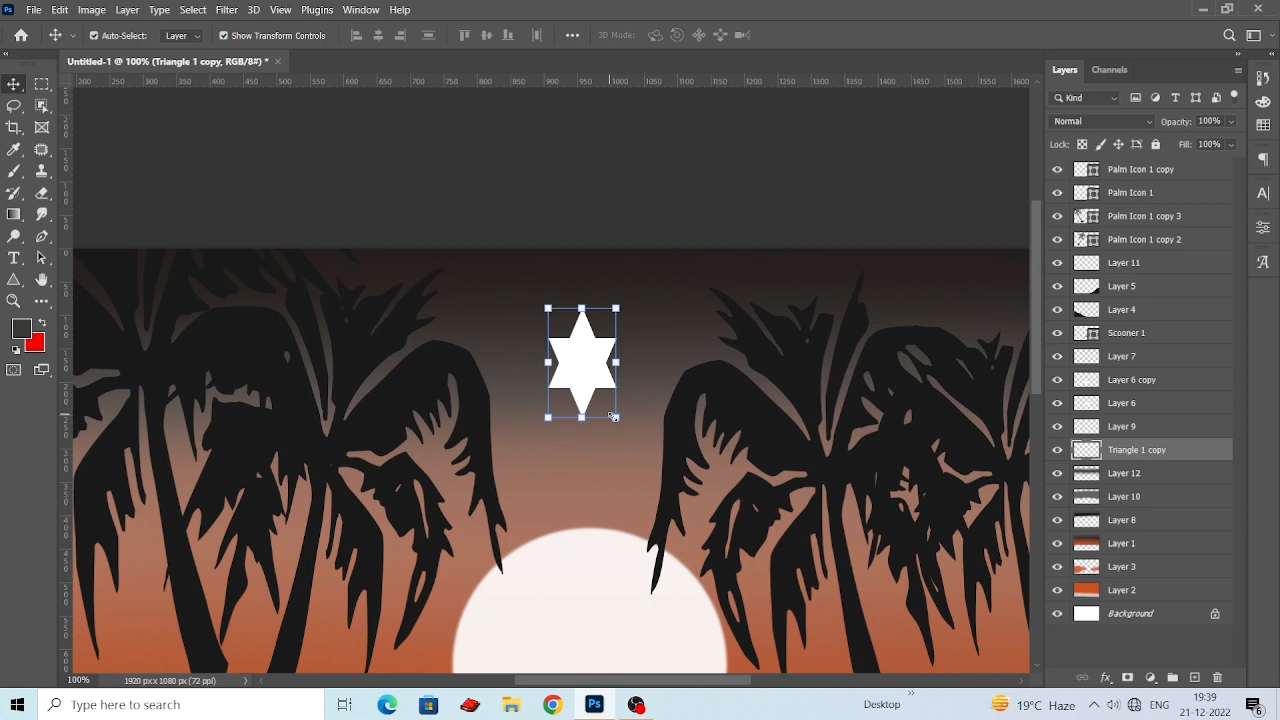 Ps File Edit Image Layer Type Select Filter 3D View Plugins Window Help
Auto-Select: Layer Show Transform Controls 3D Mode:
Untitled-1 @ 100% (Triangle 1 copy, RGB/8#) *
200 250 300 350 400 450 500 550 600 650 700 750 800 850 900 950 1000 1050 1100 1150 1200 1250 1300 1350 1400 1450 1500 1550 1600
Layers Channels
Kind
Normal Opacity: 100%
Lock: Fill: 100%
Palm Icon 1 copy
Palm Icon 1
Palm Icon 1 copy 3
Palm Icon 1 copy 2
Layer 11
Layer 5
Layer 4
Scooner 1
Layer 7
Layer 6 copy
Layer 6
Layer 9
Triangle 1 copy
Layer 12
Layer 10
Layer 8
Layer 1
Layer 3
Layer 2
Background
100% 1920 px x 1080 px (72 ppi)
Type here to search
Desktop
19°C Haze
ENG
19:39
21-12-2022
6